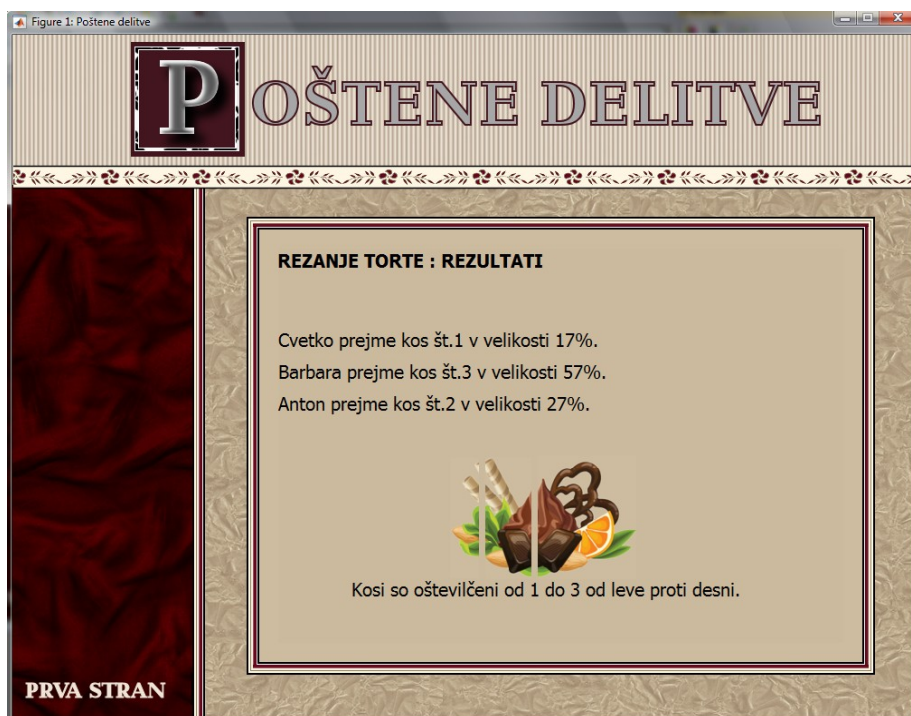 Figure 1: Poštene delitve
POŠTENE DELITVE
REZANJE TORTE : REZULTATI
Cvetko prejme kos št.1 v velikosti 17%.
Barbara prejme kos št.3 v velikosti 57%.
Anton prejme kos št.2 v velikosti 27%.
Kosi so oštevilčeni od 1 do 3 od leve proti desni.
PRVA STRAN